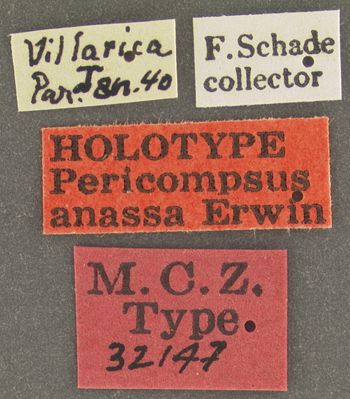 Villarica
Par. Jan. 40
F. Schade
collector
HOLOTYPE
Pericompsus
anassa Erwin
M. C. Z.
Type.
32147